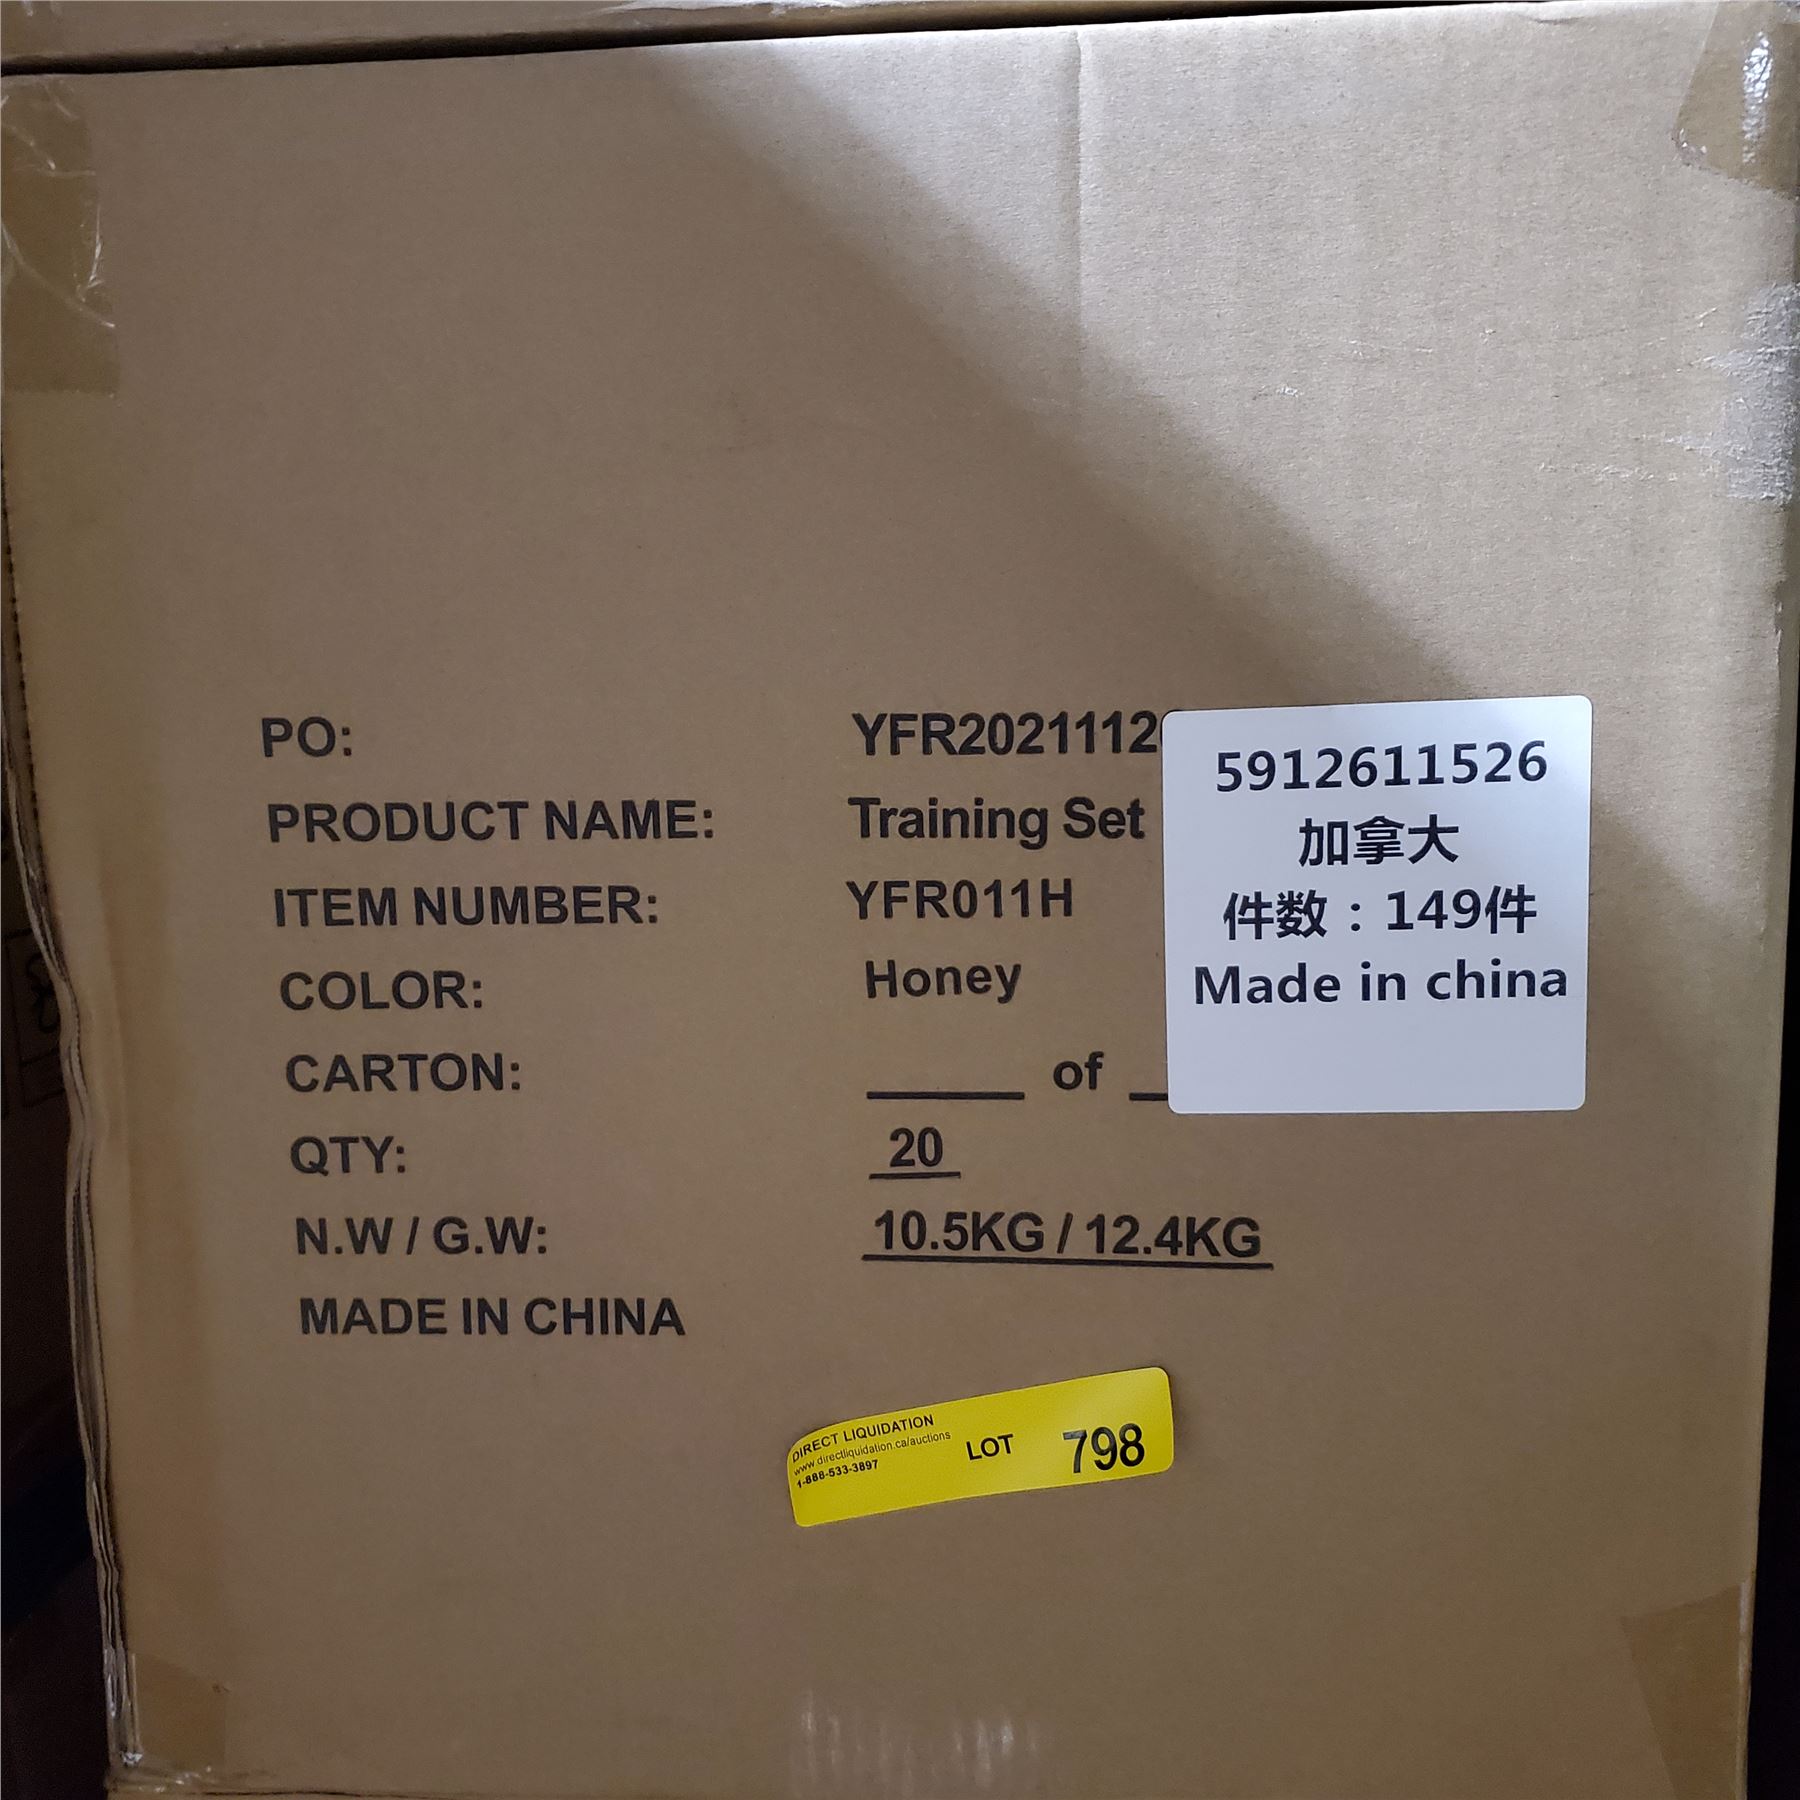 PO: YFR2021112
PRODUCT NAME: Training Set
ITEM NUMBER: YFR011H
COLOR: Honey
CARTON: _____ of _
QTY: 20
N.W / G.W: 10.5KG / 12.4KG
MADE IN CHINA
5912611526
加拿大
件数：149件
Made in china
DIRECT LIQUIDATION
www.directliquidation.ca/auctions
1-888-533-3897
LOT 798